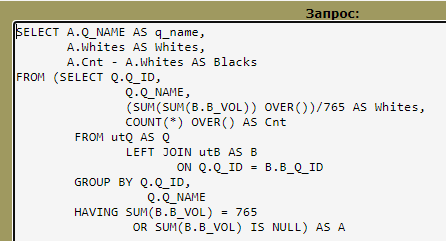 Запрос:
SELECT A.Q_NAME AS q_name,
A.Whites AS Whites,
A.Cnt - A.Whites AS Blacks
FROM (SELECT Q.Q_ID,
Q.Q_NAME,
(SUM(SUM(B.B_VOL)) OVER())/765 AS Whites,
COUNT(*) OVER() AS Cnt
FROM utQ AS Q
LEFT JOIN utB AS B
ON Q.Q_ID = B.B_Q_ID
GROUP BY Q.Q_ID,
Q.Q_NAME
HAVING SUM(B.B_VOL) = 765
OR SUM(B.B_VOL) IS NULL) AS A